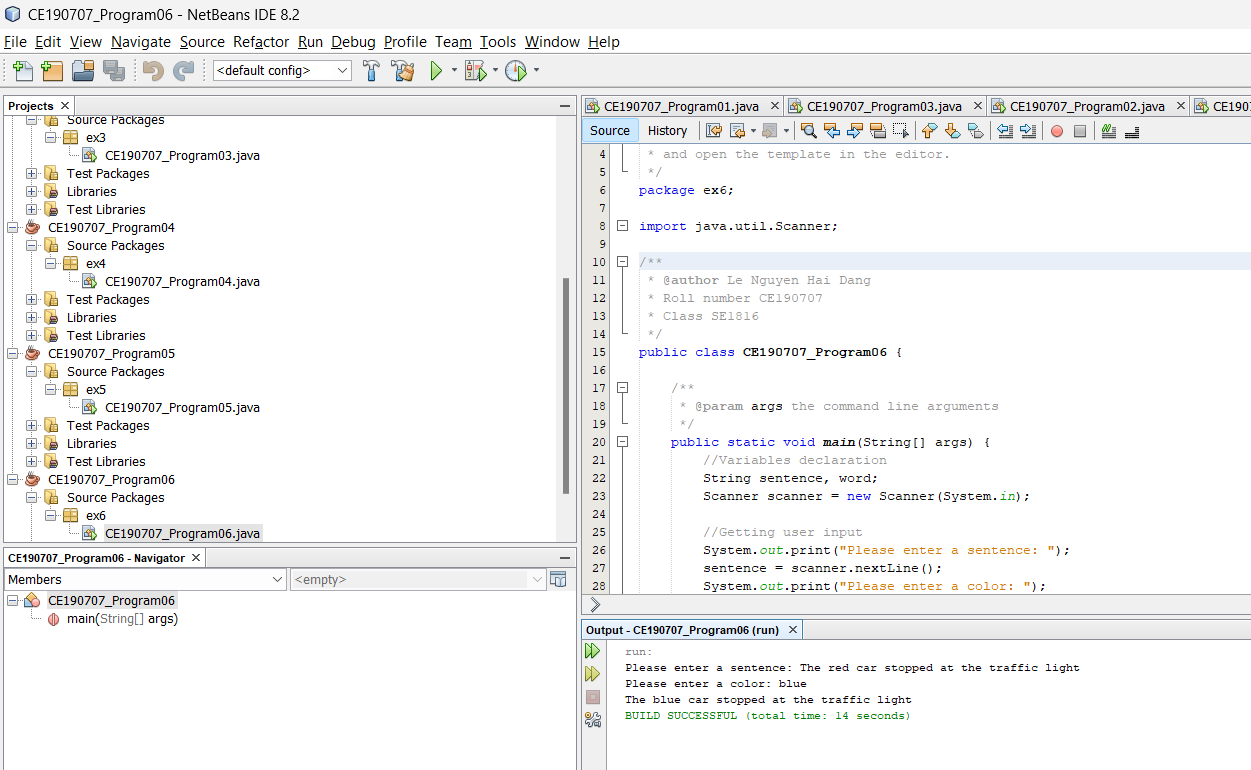 CE190707_Program06 - NetBeans IDE 8.2
File Edit View Navigate Source Refactor Run Debug Profile Team Tools Window Help
<default config>
Projects
Source Packages
ex3
CE190707_Program03.java
Test Packages
Libraries
Test Libraries
CE190707_Program04
Source Packages
ex4
CE190707_Program04.java
Test Packages
Libraries
Test Libraries
CE190707_Program05
Source Packages
ex5
CE190707_Program05.java
Test Packages
Libraries
Test Libraries
CE190707_Program06
Source Packages
ex6
CE190707_Program06.java
CE190707_Program06 - Navigator
Members <empty>
CE190707_Program06
main(String[] args)
CE190707_Program01.java CE190707_Program03.java CE190707_Program02.java CE190707
Source History
4 * and open the template in the editor.
5 */
6 package ex6;
7
8 import java.util.Scanner;
9
10 /**
11 * @author Le Nguyen Hai Dang
12 * Roll number CE190707
13 * Class SE1816
14 */
15 public class CE190707_Program06 {
16
17 /**
18 * @param args the command line arguments
19 */
20 public static void main(String[] args) {
21 //Variables declaration
22 String sentence, word;
23 Scanner scanner = new Scanner(System.in);
24
25 //Getting user input
26 System.out.print("Please enter a sentence: ");
27 sentence = scanner.nextLine();
28 System.out.print("Please enter a color: ");
Output - CE190707_Program06 (run)
run:
Please enter a sentence: The red car stopped at the traffic light
Please enter a color: blue
The blue car stopped at the traffic light
BUILD SUCCESSFUL (total time: 14 seconds)